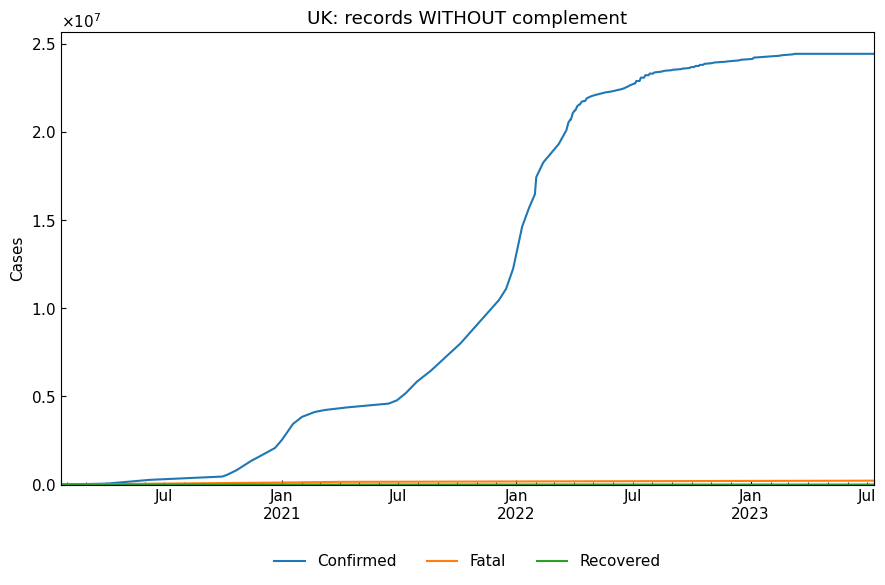 UK: records WITHOUT complement
×10⁷
2.5
2.0
1.5
1.0
0.5
0.0
Cases
Jul Jan Jul Jan Jul Jan Jul
2021 2022 2023
Confirmed Fatal Recovered